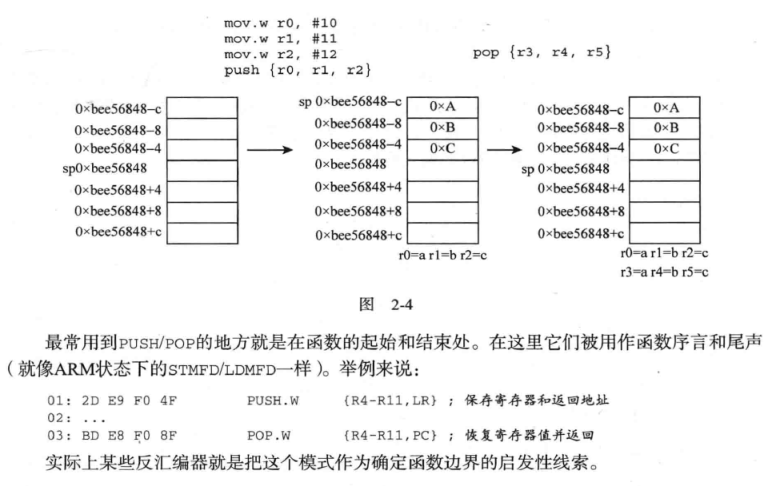 mov.w r0, #10
mov.w r1, #11
mov.w r2, #12
push {r0, r1, r2}
pop {r3, r4, r5}
0×bee56848–c
0×bee56848–8
0×bee56848–4
sp0×bee56848
0×bee56848+4
0×bee56848+8
0×bee56848+c
sp 0×bee56848–c 0×A
0×bee56848–8 0×B
0×bee56848–4 0×C
0×bee56848
0×bee56848+4
0×bee56848+8
0×bee56848+c
r0=a r1=b r2=c
0×bee56848–c 0×A
0×bee56848–8 0×B
0×bee56848–4 0×C
sp 0×bee56848
0×bee56848+4
0×bee56848+8
0×bee56848+c
r0=a r1=b r2=c
r3=a r4=b r5=c
图 2-4
最常用到PUSH/POP的地方就是在函数的起始和结束处。在这里它们被用作函数序言和尾声
(就像ARM状态下的STMFD/LDMFD一样)。举例来说:
01: 2D E9 F0 4F PUSH.W {R4-R11,LR} ; 保存寄存器和返回地址
02: ...
03: BD E8 F0 8F POP.W {R4-R11,PC} ; 恢复寄存器值并返回
实际上某些反汇编器就是把这个模式作为确定函数边界的启发性线索。